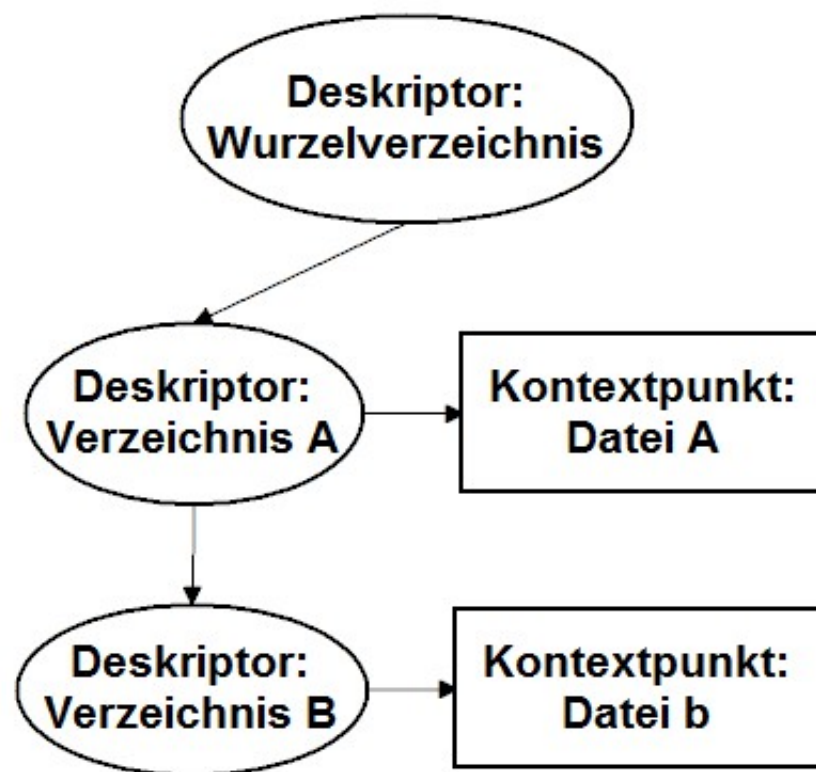 Deskriptor:
Wurzelverzeichnis
Deskriptor:
Verzeichnis A
Kontextpunkt:
Datei A
Deskriptor:
Verzeichnis B
Kontextpunkt:
Datei b